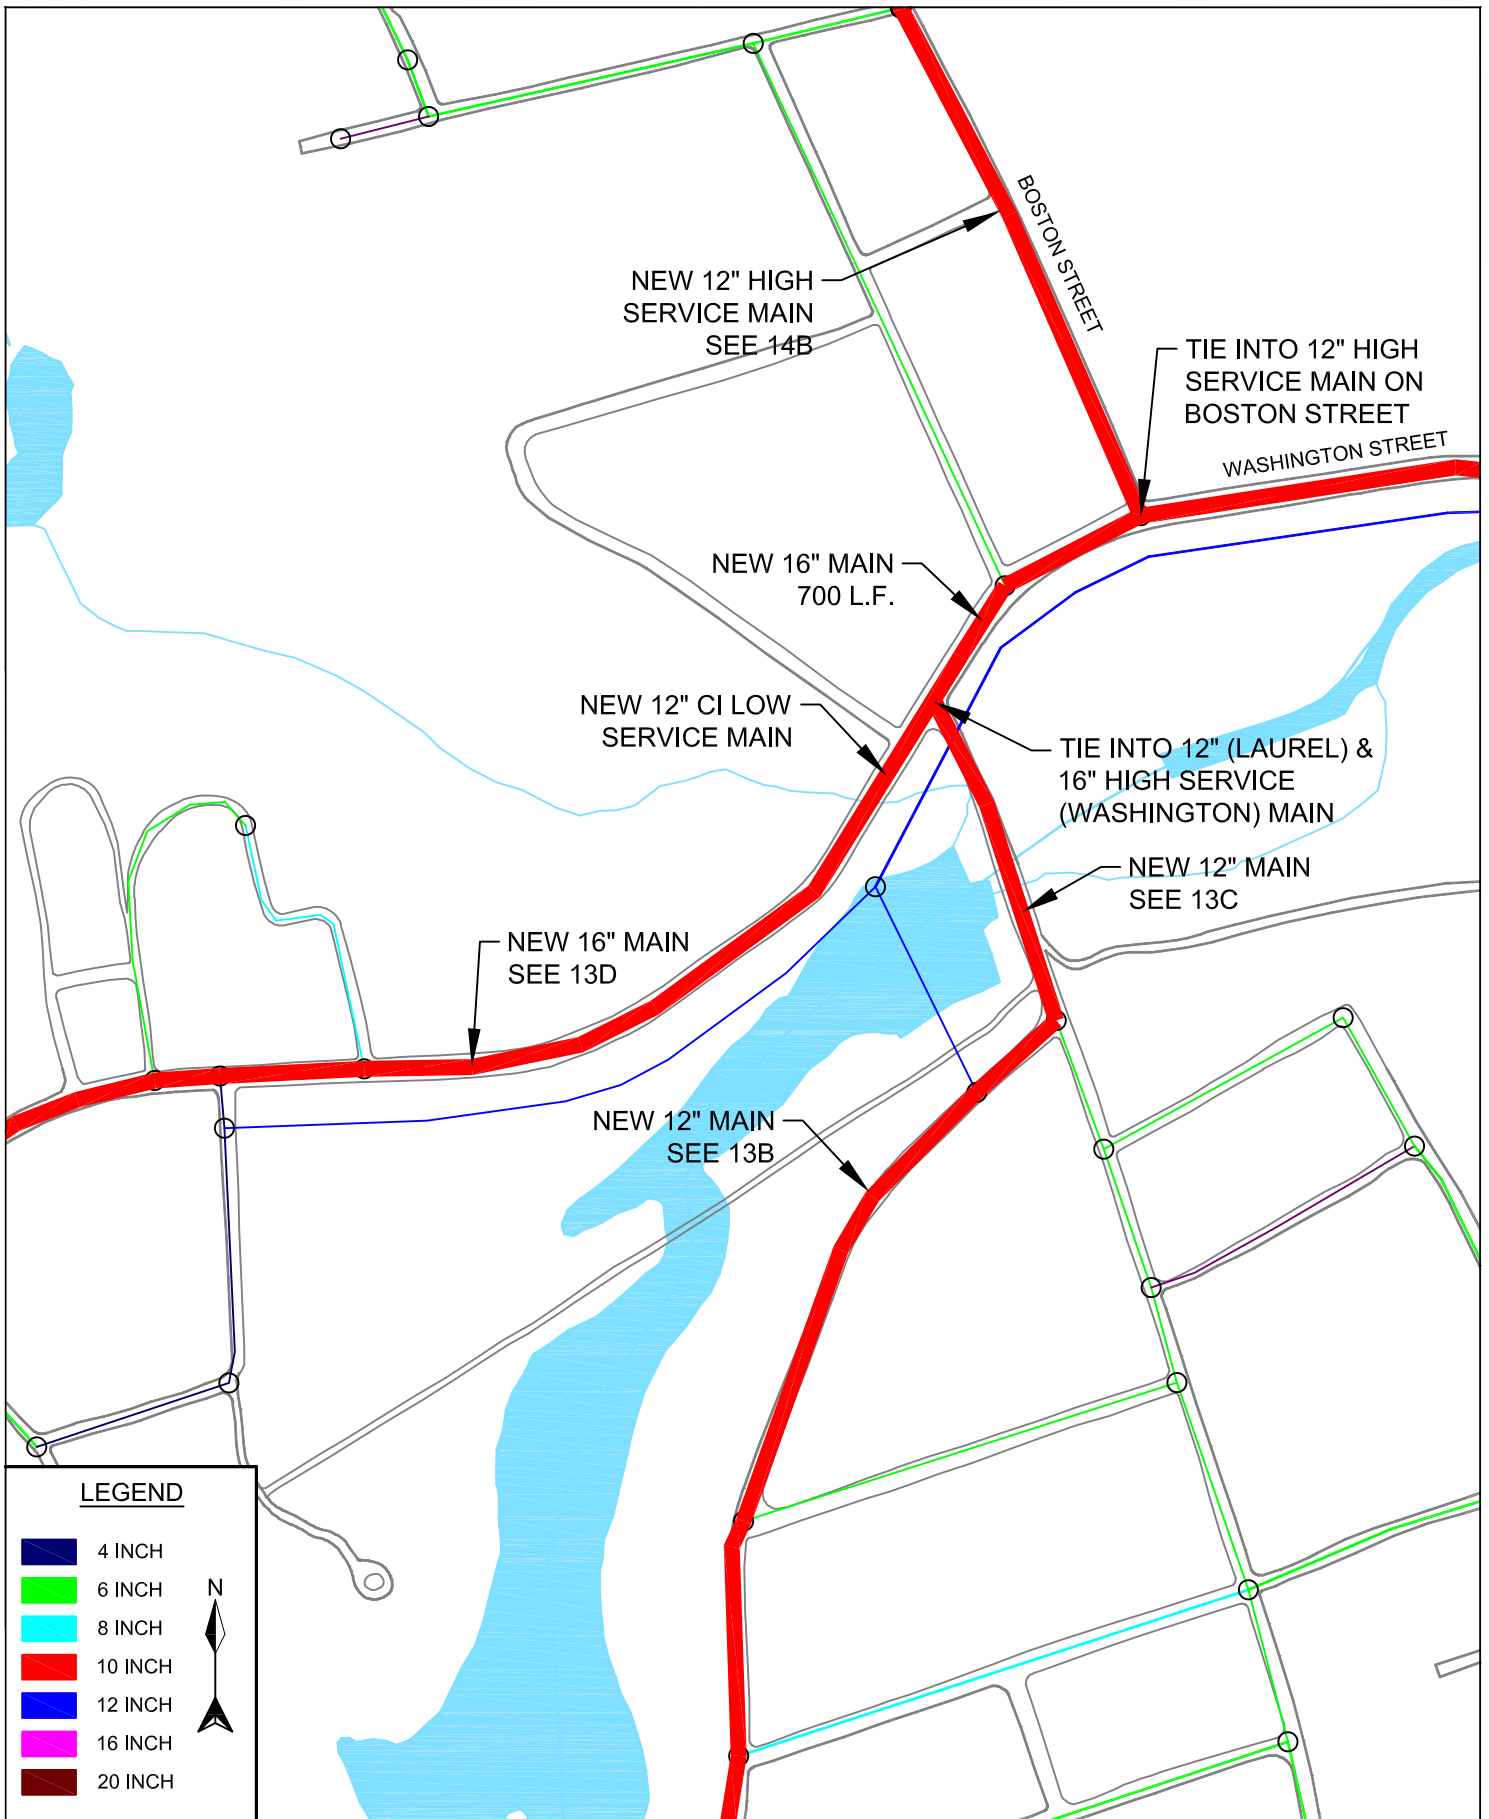 BOSTON STREET
NEW 12" HIGH
SERVICE MAIN
SEE 14B
TIE INTO 12" HIGH
SERVICE MAIN ON
BOSTON STREET
WASHINGTON STREET
NEW 16" MAIN
700 L.F.
NEW 12" CI LOW
SERVICE MAIN
TIE INTO 12" (LAUREL) &
16" HIGH SERVICE
(WASHINGTON) MAIN
NEW 12" MAIN
SEE 13C
NEW 16" MAIN
SEE 13D
NEW 12" MAIN
SEE 13B
LEGEND
4 INCH
6 INCH
8 INCH
10 INCH
12 INCH
16 INCH
20 INCH
N